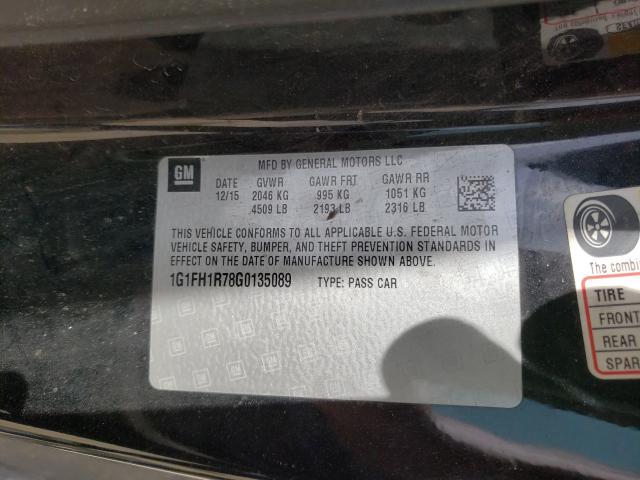 GM
MFD BY GENERAL MOTORS LLC
DATE GVWR GAWR FRT GAWR RR
12/15 2046 KG 995 KG 1051 KG
4509 LB 2193 LB 2316 LB
THIS VEHICLE CONFORMS TO ALL APPLICABLE U.S. FEDERAL MOTOR
VEHICLE SAFETY, BUMPER, AND THEFT PREVENTION STANDARDS IN
EFFECT ON THE DATE OF MANUFACTURE SHOWN ABOVE.
1G1FH1R78G0135089 TYPE: PASS CAR
The combin
TIRE
FRONT
REAR
SPAR